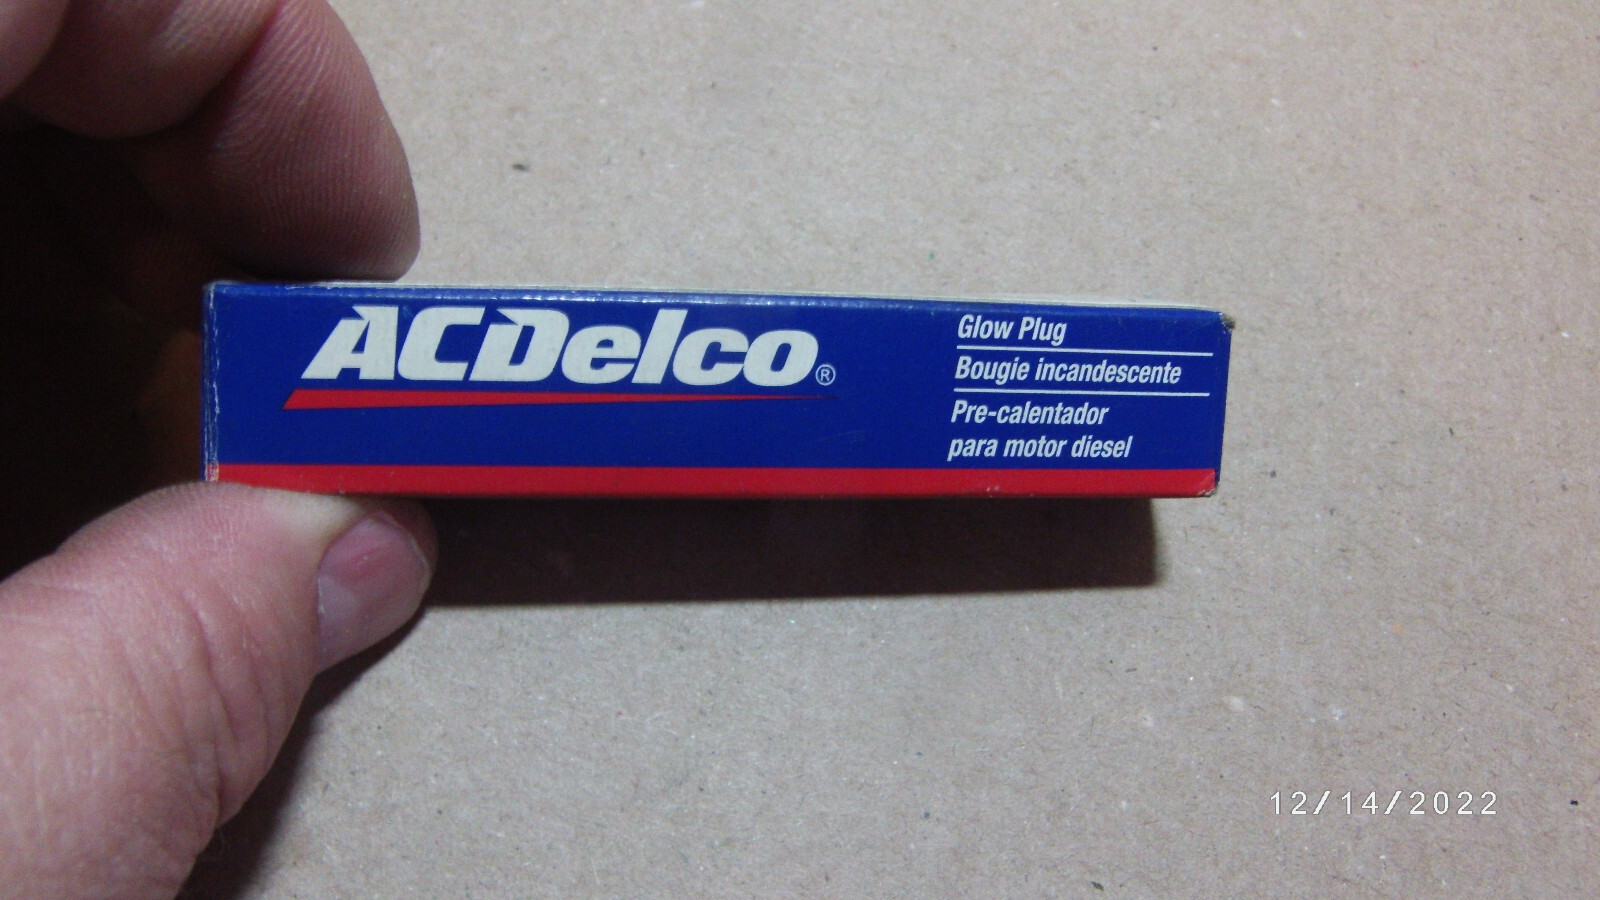 ACDelco®
Glow Plug
Bougie incandescente
Pre-calentador
para motor diesel
12/14/2022